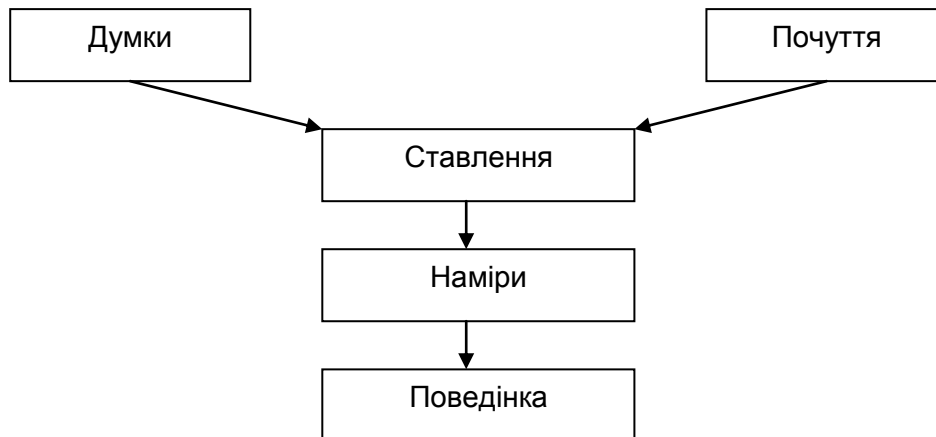 Думки
Почуття
Ставлення
Наміри
Поведінка